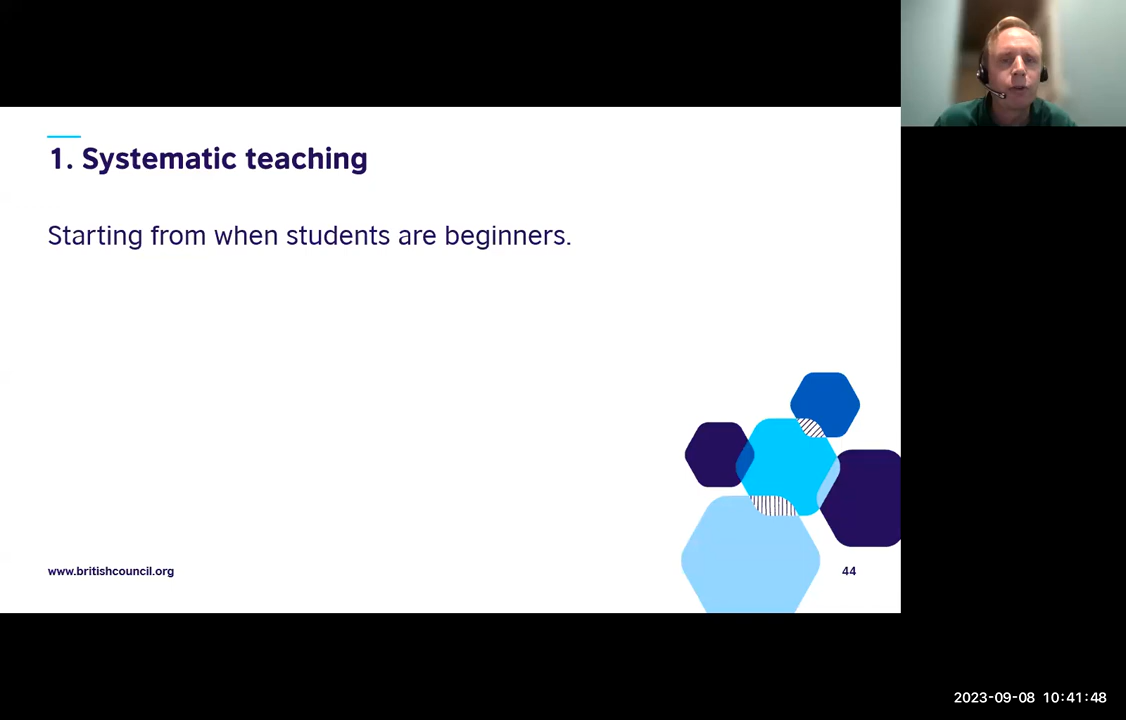 1. Systematic teaching
Starting from when students are beginners.
www.britishcouncil.org
44
2023-09-08 10:41:48